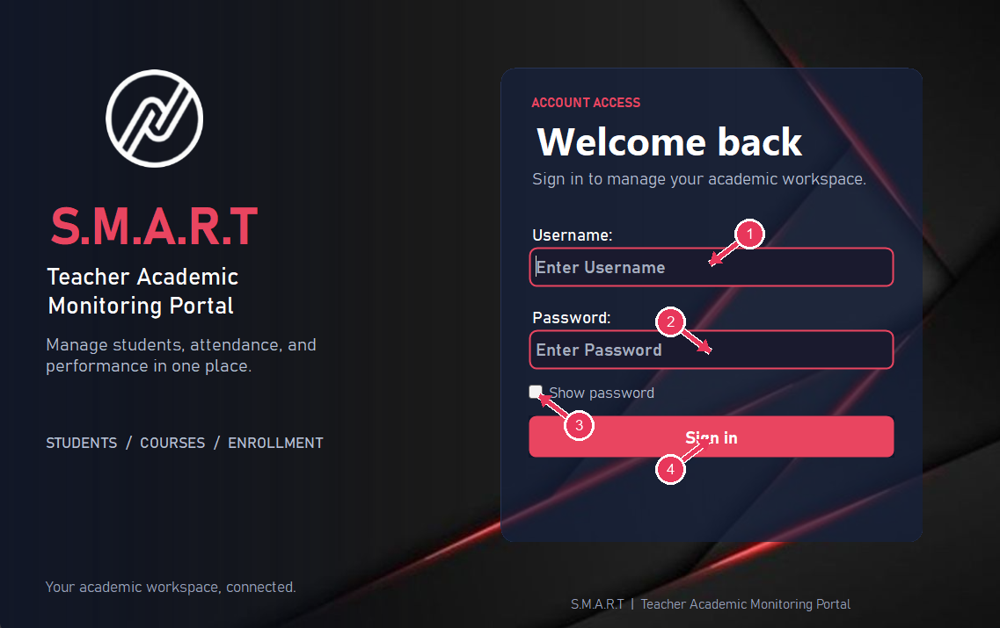 S.M.A.R.T
Teacher Academic
Monitoring Portal
Manage students, attendance, and
performance in one place.
STUDENTS / COURSES / ENROLLMENT
Your academic workspace, connected.
ACCOUNT ACCESS
Welcome back
Sign in to manage your academic workspace.
Username:
1
Enter Username
Password:
2
Enter Password
Show password
3
Sign in
4
S.M.A.R.T | Teacher Academic Monitoring Portal